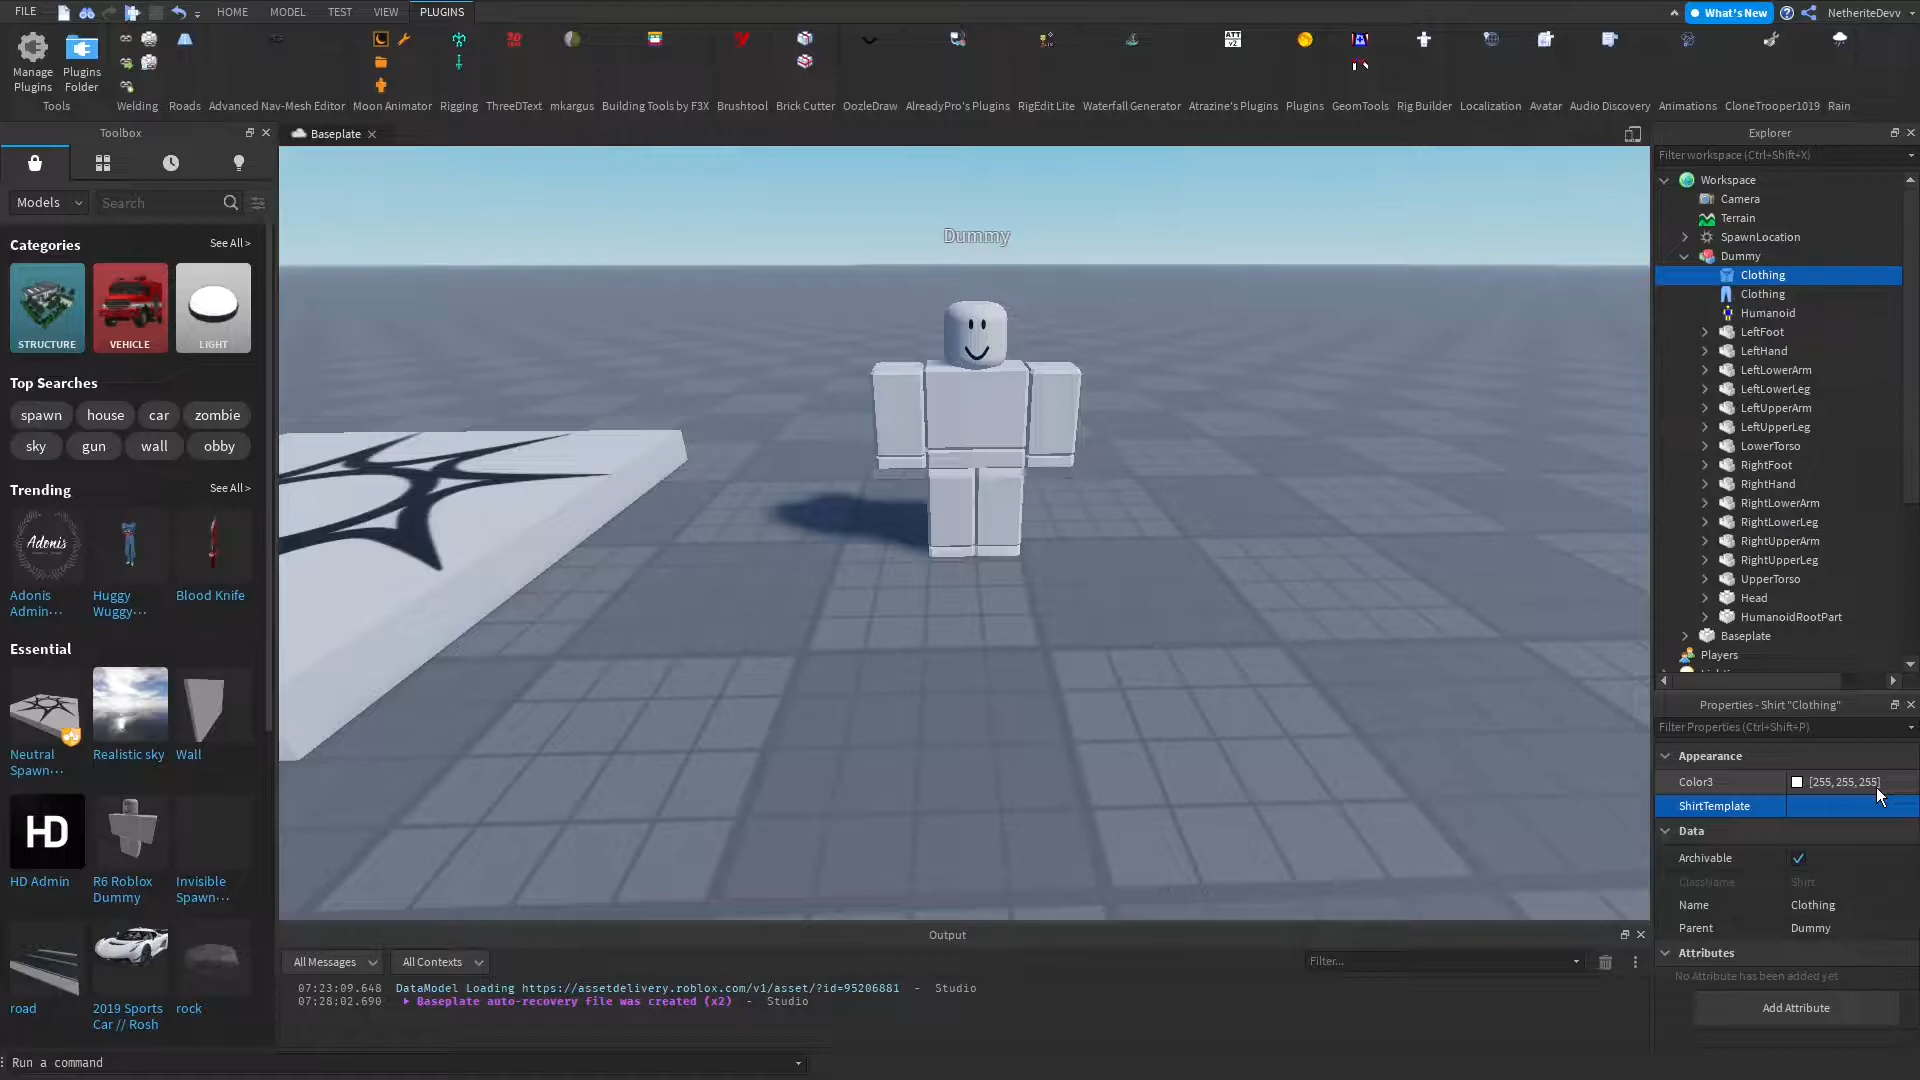 FILE HOME MODEL TEST VIEW PLUGINS What's New NetheriteDevv
Manage Plugins
Plugins Folder
ATT v2
Tools Welding Roads Advanced Nav-Mesh Editor Moon Animator Rigging ThreeDText mkargus Building Tools by F3X Brushtool Brick Cutter OozleDraw AlreadyPro's Plugins RigEdit Lite Waterfall Generator Atrazine's Plugins Plugins GeomTools Rig Builder Localization Avatar Audio Discovery Animations CloneTrooper1019 Rain
Toolbox
Models Search
Categories See All >
STRUCTURE VEHICLE LIGHT
Top Searches
spawn house car zombie
sky gun wall obby
Trending See All >
Adonis
Adonis Admin...
Huggy Wuggy...
Blood Knife
Essential
Neutral Spawn...
Realistic sky
Wall
HD
HD Admin
R6 Roblox Dummy
Invisible Spawn...
road
2019 Sports Car // Rosh
rock
Baseplate
Dummy
Output
All Messages All Contexts Filter...
07:23:09.648 DataModel Loading https://assetdelivery.roblox.com/v1/asset/?id=95206881 - Studio
07:28:02.690 Baseplate auto-recovery file was created (x2) - Studio
Run a command
Explorer
Filter workspace (Ctrl+Shift+X)
Workspace
Camera
Terrain
SpawnLocation
Dummy
Clothing
Clothing
Humanoid
LeftFoot
LeftHand
LeftLowerArm
LeftLowerLeg
LeftUpperArm
LeftUpperLeg
LowerTorso
RightFoot
RightHand
RightLowerArm
RightLowerLeg
RightUpperArm
RightUpperLeg
UpperTorso
Head
HumanoidRootPart
Baseplate
Players
Properties - Shirt "Clothing"
Filter Properties (Ctrl+Shift+P)
Appearance
Color3 [255, 255, 255]
ShirtTemplate
Data
Archivable
ClassName Shirt
Name Clothing
Parent Dummy
Attributes
No Attribute has been added yet
Add Attribute